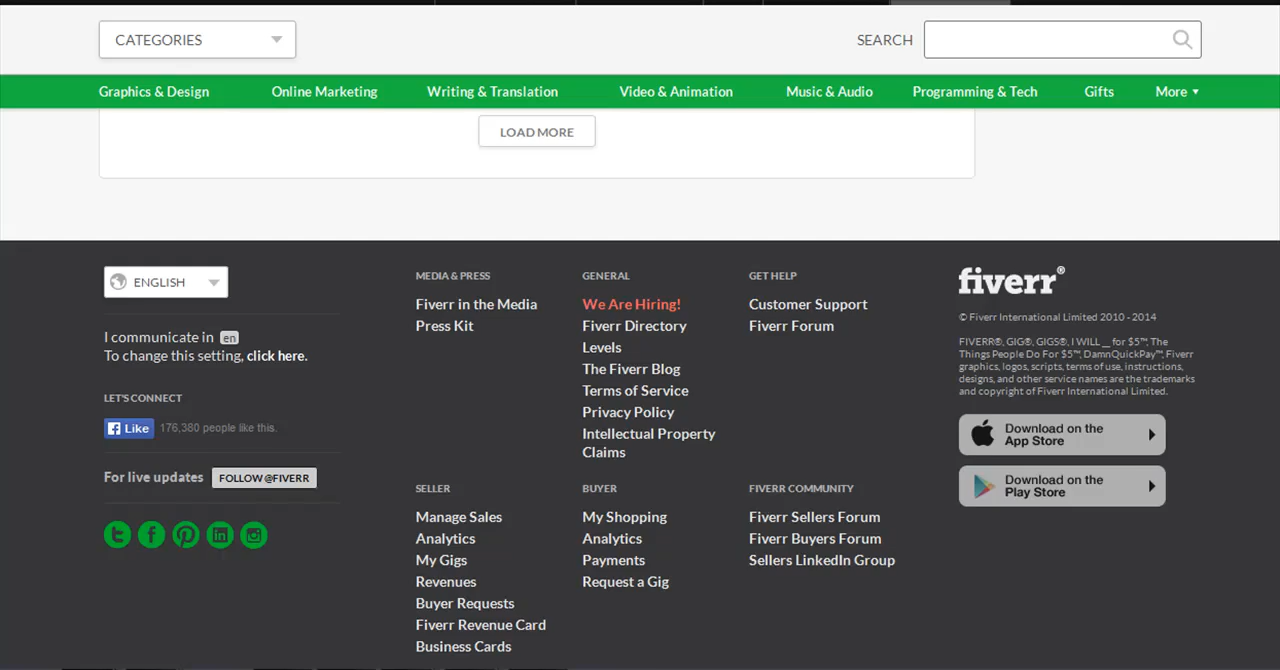 CATEGORIES
SEARCH
Graphics & Design
Online Marketing
Writing & Translation
Video & Animation
Music & Audio
Programming & Tech
Gifts
More
LOAD MORE
ENGLISH
I communicate in en
To change this setting, click here.
LET'S CONNECT
Like 176,380 people like this.
For live updates FOLLOW @FIVERR
MEDIA & PRESS
Fiverr in the Media
Press Kit
GENERAL
We Are Hiring!
Fiverr Directory
Levels
The Fiverr Blog
Terms of Service
Privacy Policy
Intellectual Property
Claims
GET HELP
Customer Support
Fiverr Forum
SELLER
Manage Sales
Analytics
My Gigs
Revenues
Buyer Requests
Fiverr Revenue Card
Business Cards
BUYER
My Shopping
Analytics
Payments
Request a Gig
FIVERR COMMUNITY
Fiverr Sellers Forum
Fiverr Buyers Forum
Sellers LinkedIn Group
fiverr®
© Fiverr International Limited 2010 - 2014
FIVERR®, GIG®, GIGS®, I WILL __ for $5™, The
Things People Do For $5™, DamnQuickPay™, Fiverr
graphics, logos, scripts, terms of use, instructions,
designs, and other service names are the trademarks
and copyright of Fiverr International Limited.
Download on the
App Store
Download on the
Play Store